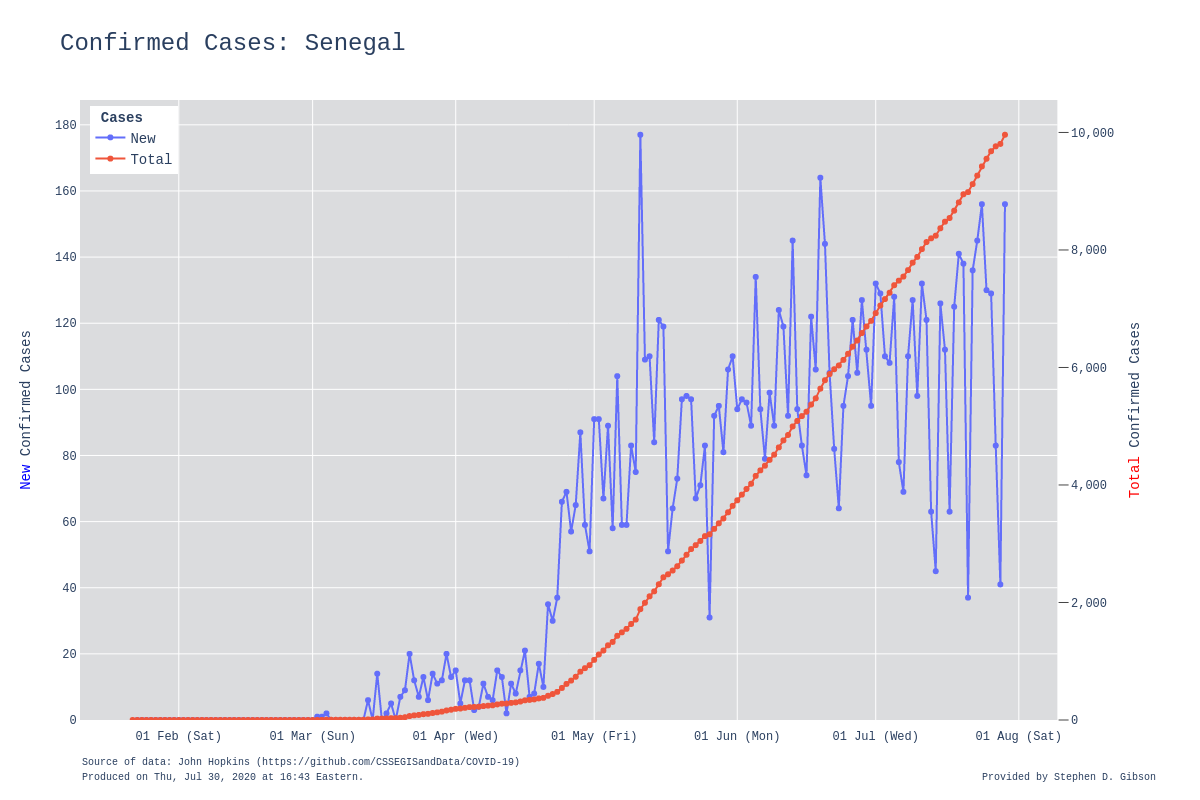 Confirmed Cases: Senegal
Cases
New
Total
180
160
140
120
100
80
60
40
20
0
New Confirmed Cases
10,000
8,000
6,000
4,000
2,000
0
Total Confirmed Cases
01 Feb (Sat)
01 Mar (Sun)
01 Apr (Wed)
01 May (Fri)
01 Jun (Mon)
01 Jul (Wed)
01 Aug (Sat)
Source of data: John Hopkins (https://github.com/CSSEGISandData/COVID-19)
Produced on Thu, Jul 30, 2020 at 16:43 Eastern.
Provided by Stephen D. Gibson